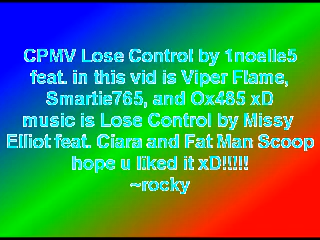 CPMV Lose Control by 1noelle5
feat. in this vid is Viper Flame,
Smartie765, and Ox485 xD
music is Lose Control by Missy
Elliot feat. Ciara and Fat Man Scoop
hope u liked it xD!!!!!
~rocky